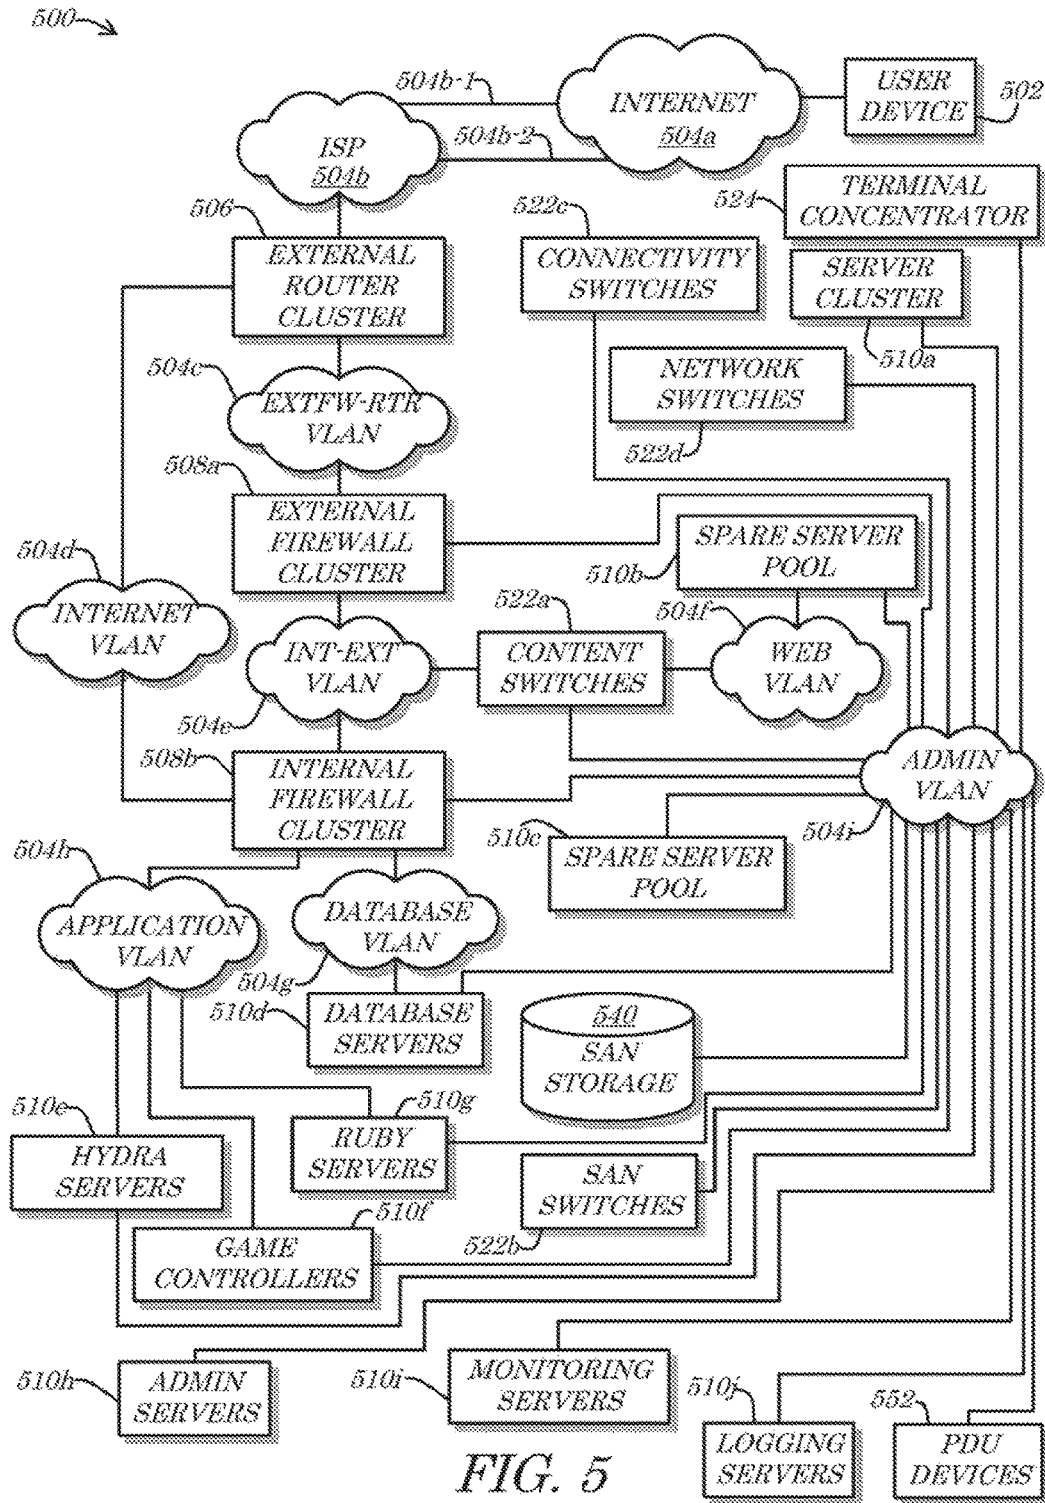 500
504b-1
INTERNET
504a
USER
DEVICE
502
ISP
504b
504b-2
506
522c
524
TERMINAL
CONCENTRATOR
EXTERNAL
ROUTER
CLUSTER
CONNECTIVITY
SWITCHES
SERVER
CLUSTER
510a
504c
EXTFW-RTR
VLAN
NETWORK
SWITCHES
522d
508a
EXTERNAL
FIREWALL
CLUSTER
SPARE SERVER
POOL
510b
504d
INTERNET
VLAN
522a
504f
INT-EXT
VLAN
504e
CONTENT
SWITCHES
WEB
VLAN
508b
INTERNAL
FIREWALL
CLUSTER
ADMIN
VLAN
504i
510c
SPARE SERVER
POOL
504h
APPLICATION
VLAN
DATABASE
VLAN
504g
510d
DATABASE
SERVERS
540
SAN
STORAGE
510e
HYDRA
SERVERS
510g
RUBY
SERVERS
SAN
SWITCHES
522b
510f
GAME
CONTROLLERS
510h
ADMIN
SERVERS
510i
MONITORING
SERVERS
510j
LOGGING
SERVERS
552
PDU
DEVICES
FIG. 5